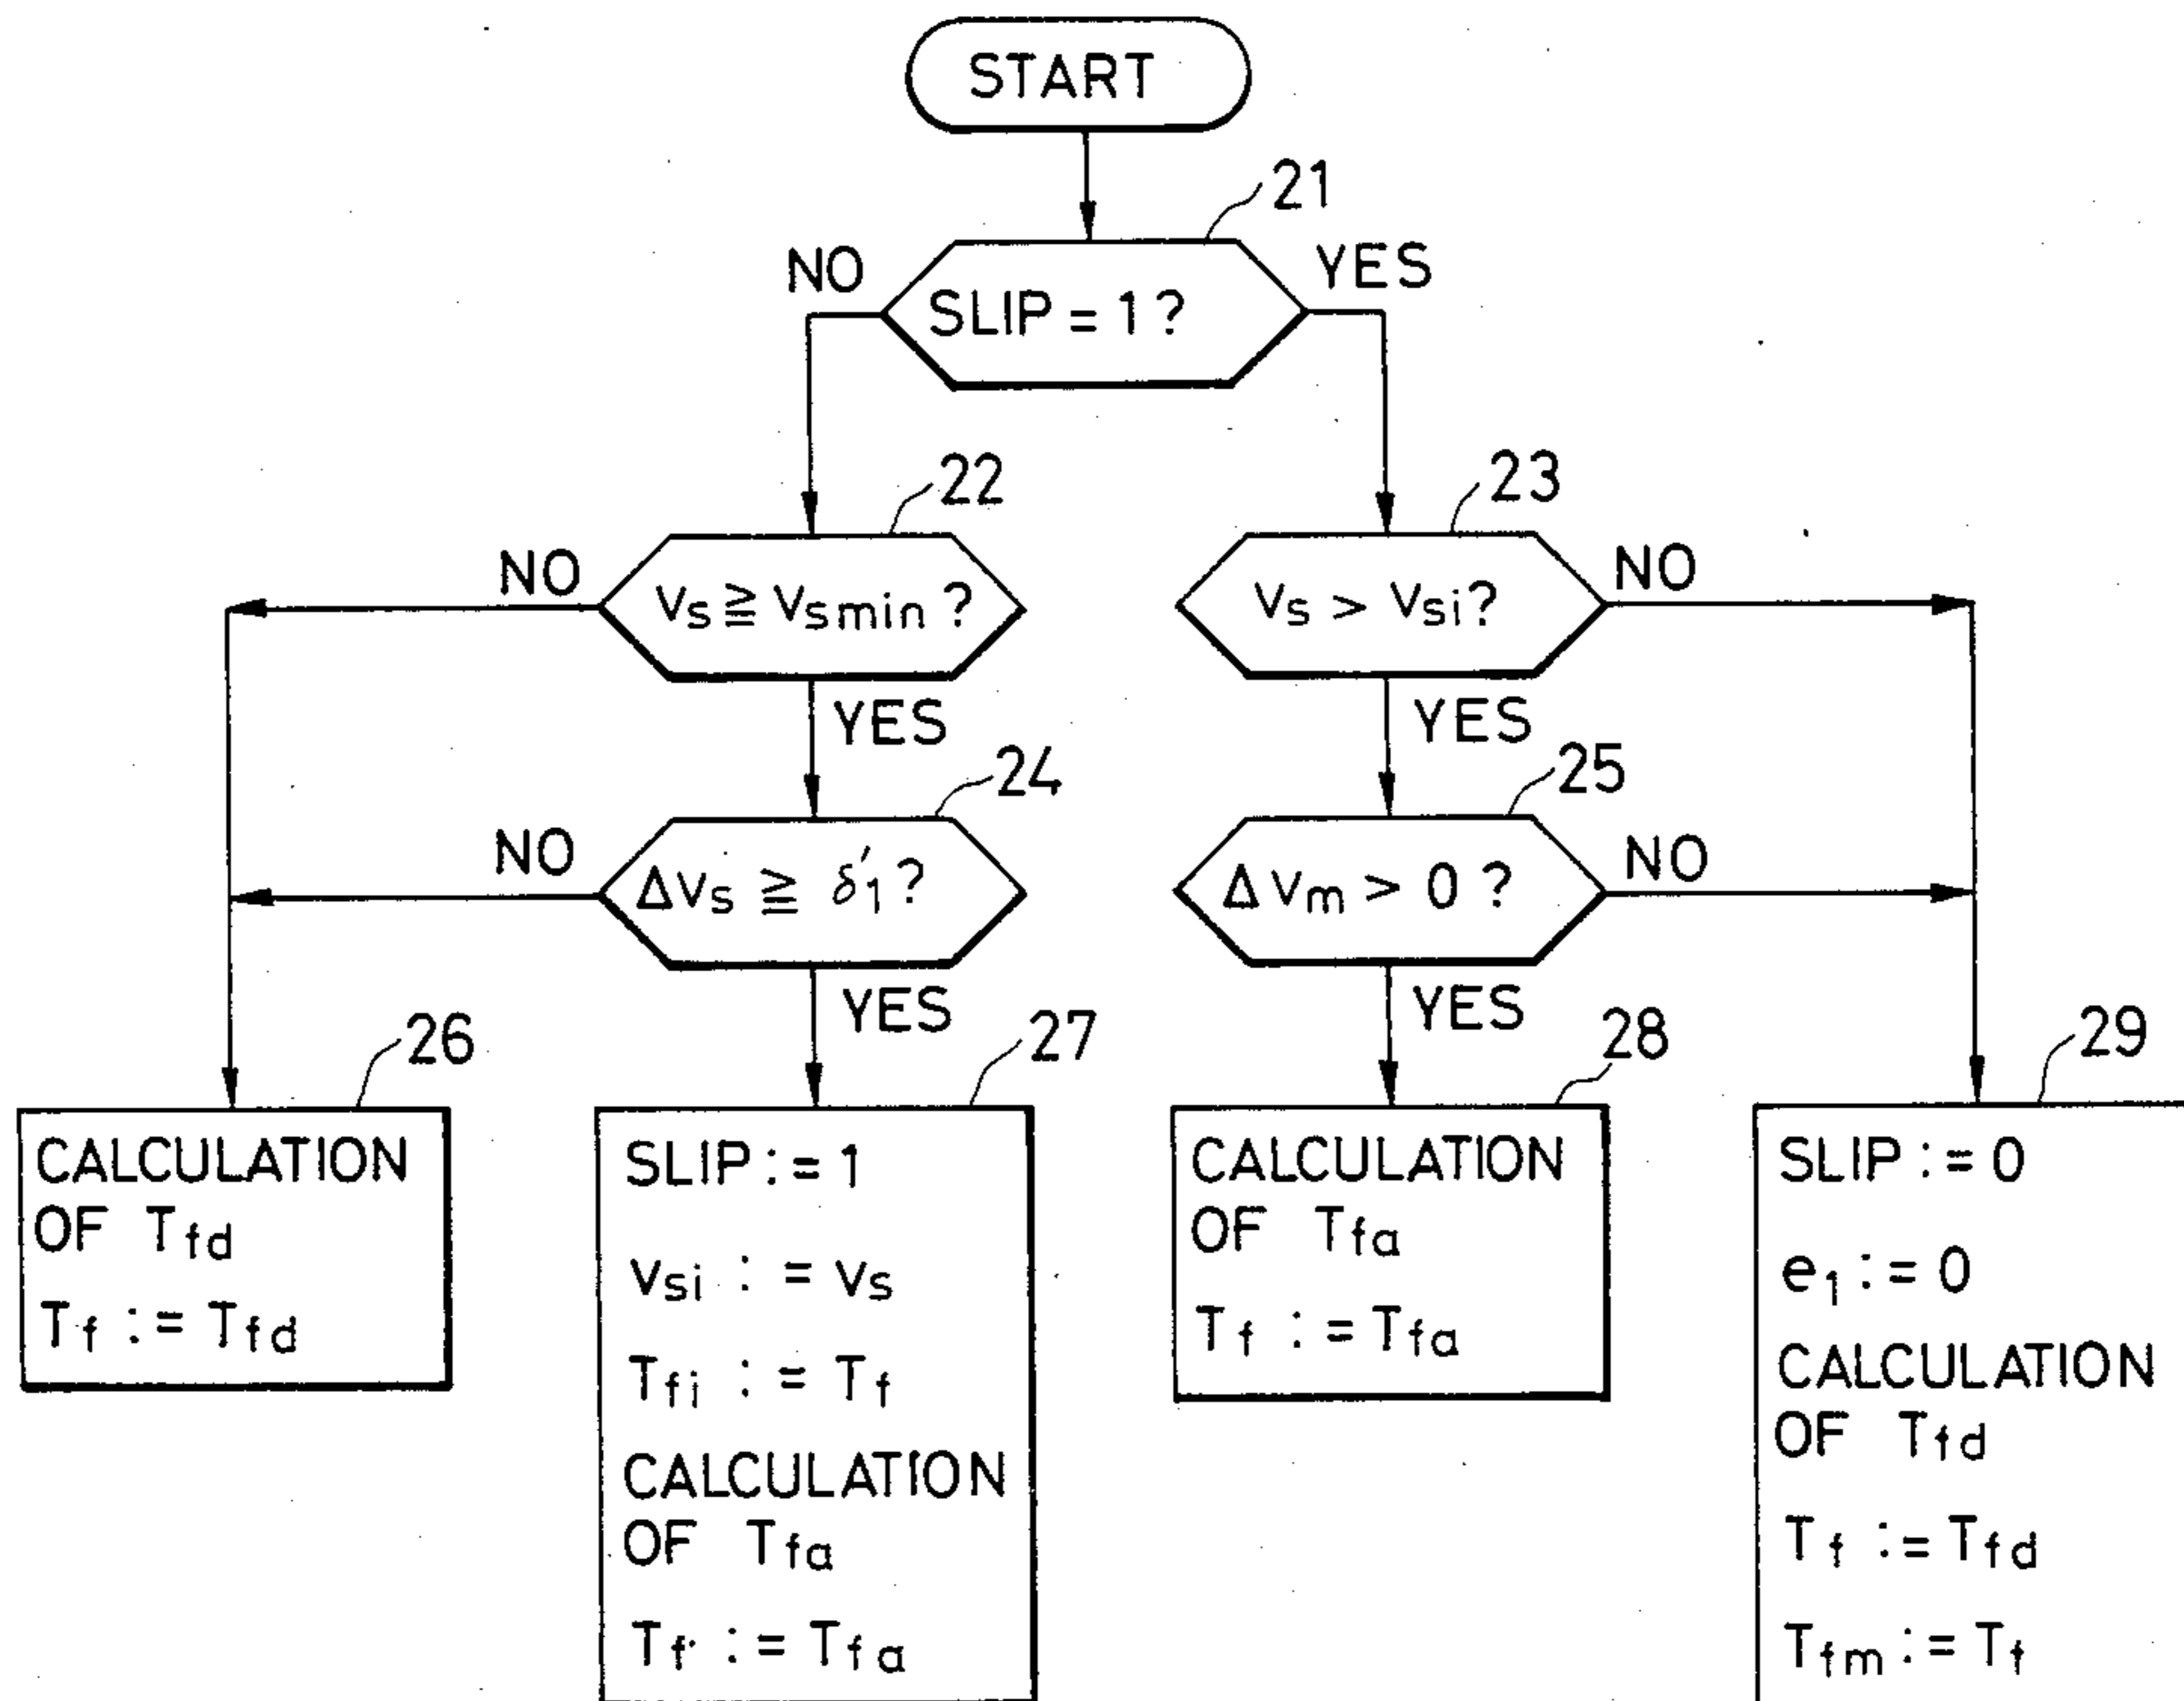 START
21
NO
YES
SLIP = 1 ?
22
23
NO
Vs ≧ Vsmin ?
Vs > Vsi ?
NO
YES
YES
24
25
NO
ΔVs ≧ δ'1 ?
ΔVm > 0 ?
NO
YES
YES
26
27
28
29
CALCULATION
OF Tfd
Tf := Tfd
SLIP := 1
Vsi := Vs
Tfi := Tf
CALCULATION
OF Tfa
Tf := Tfa
CALCULATION
OF Tfa
Tf := Tfa
SLIP := 0
e1 := 0
CALCULATION
OF Tfd
Tf := Tfd
Tfm := Tf